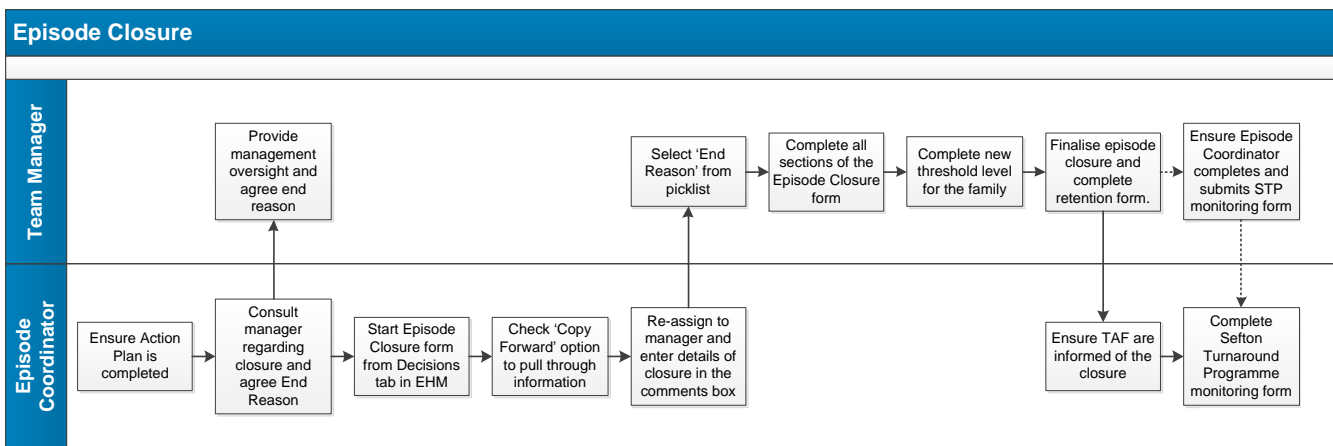 Episode Closure
Team Manager
Provide
management
oversight and
agree end
reason
Select ‘End
Reason’ from
picklist
Complete all
sections of the
Episode Closure
form
Complete new
threshold level
for the family
Finalise episode
closure and
complete
retention form.
Ensure Episode
Coordinator
completes and
submits STP
monitoring form
Episode
Coordinator
Ensure Action
Plan is
completed
Consult
manager
regarding
closure and
agree End
Reason
Start Episode
Closure form
from Decisions
tab in EHM
Check ‘Copy
Forward’ option
to pull through
information
Re-assign to
manager and
enter details of
closure in the
comments box
Ensure TAF are
informed of the
closure
Complete
Sefton
Turnaround
Programme
monitoring form